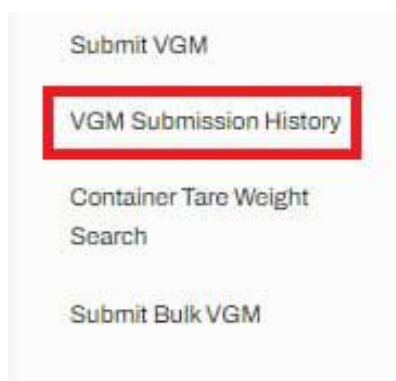 Submit VGM
VGM Submission History
Container Tare Weight
Search
Submit Bulk VGM